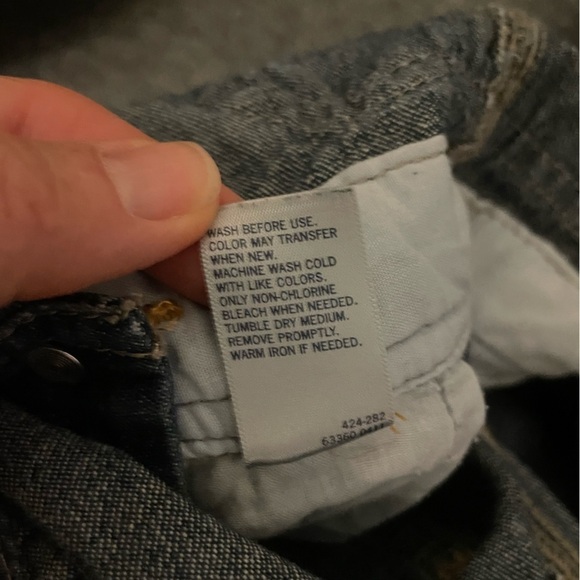 WASH BEFORE USE.
COLOR MAY TRANSFER
WHEN NEW.
MACHINE WASH COLD
WITH LIKE COLORS.
ONLY NON-CHLORINE
BLEACH WHEN NEEDED.
TUMBLE DRY MEDIUM.
REMOVE PROMPTLY.
WARM IRON IF NEEDED.
424-282
63360